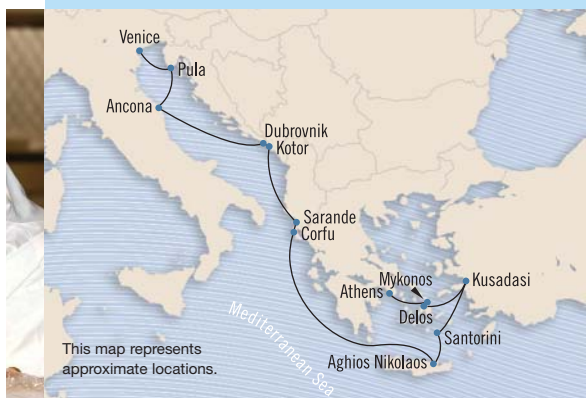 Venice
Pula
Ancona
Dubrovnik
Kotor
Sarande
Corfu
Mykonos
Kusadasi
Athens
Delos
Santorini
Mediterranean Sea
Aghios Nikolaos
This map represents
approximate locations.